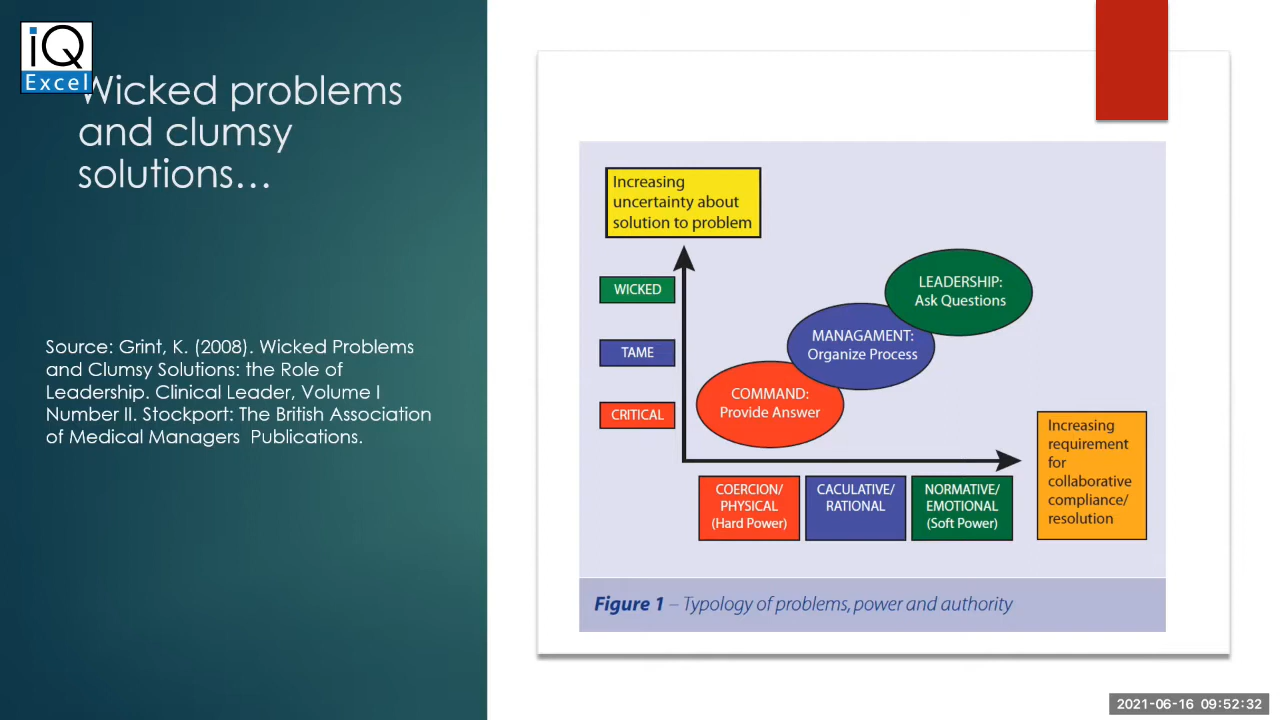 iQ
Excel
Wicked problems
and clumsy
solutions…
Source: Grint, K. (2008). Wicked Problems
and Clumsy Solutions: the Role of
Leadership. Clinical Leader, Volume I
Number II. Stockport: The British Association
of Medical Managers Publications.
Increasing
uncertainty about
solution to problem
WICKED
TAME
CRITICAL
LEADERSHIP:
Ask Questions
MANAGAMENT:
Organize Process
COMMAND:
Provide Answer
COERCION/
PHYSICAL
(Hard Power)
CACULATIVE/
RATIONAL
NORMATIVE/
EMOTIONAL
(Soft Power)
Increasing
requirement
for
collaborative
compliance/
resolution
Figure 1 – Typology of problems, power and authority
2021-06-16 09:52:32